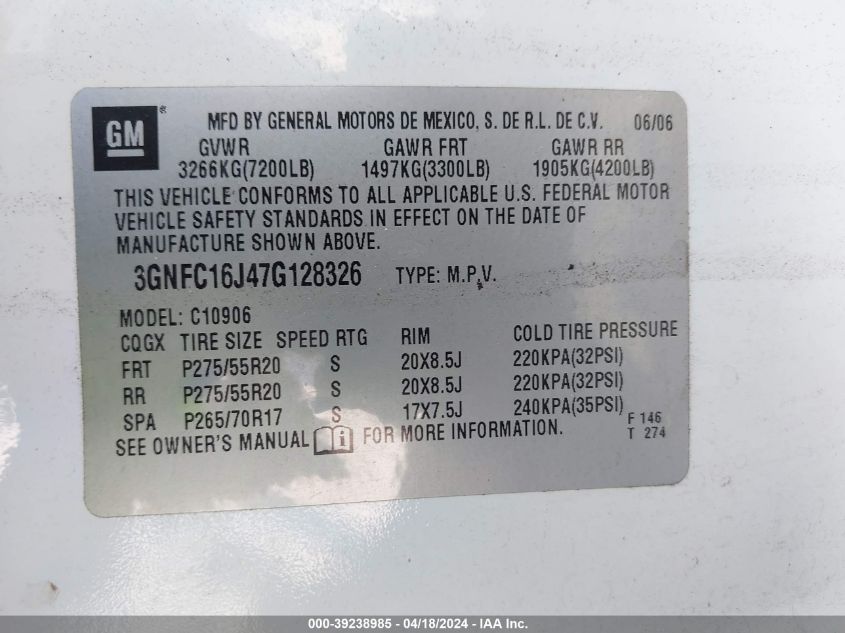 GM
®
MFD BY GENERAL MOTORS DE MEXICO, S. DE R.L. DE C.V. 06/06
GVWR GAWR FRT GAWR RR
3266KG(7200LB) 1497KG(3300LB) 1905KG(4200LB)
THIS VEHICLE CONFORMS TO ALL APPLICABLE U.S. FEDERAL MOTOR
VEHICLE SAFETY STANDARDS IN EFFECT ON THE DATE OF
MANUFACTURE SHOWN ABOVE.
3GNFC16J47G128326 TYPE: M.P.V.
MODEL: C10906
CQGX TIRE SIZE SPEED RTG RIM COLD TIRE PRESSURE
FRT P275/55R20 S 20X8.5J 220KPA(32PSI)
RR P275/55R20 S 20X8.5J 220KPA(32PSI)
SPA P265/70R17 S 17X7.5J 240KPA(35PSI)
F 146
SEE OWNER'S MANUAL i FOR MORE INFORMATION.
T 274
000-39238985 - 04/18/2024 - IAA Inc.